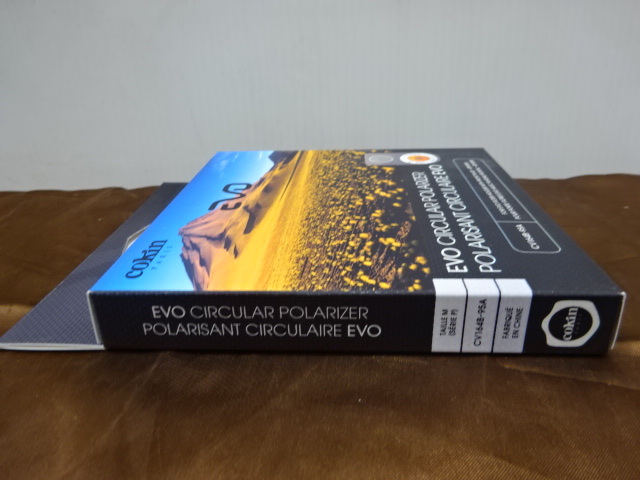 cokin
PARIS
EVO
EVO CIRCULAR POLARIZER
POLARISANT CIRCULAIRE EVO
EVO CIRCULAR POLARIZER
POLARISANT CIRCULAIRE EVO
TAILLE M
(SÉRIE P)
CV164B-95A
FABRIQUÉ
EN CHINE
cokin